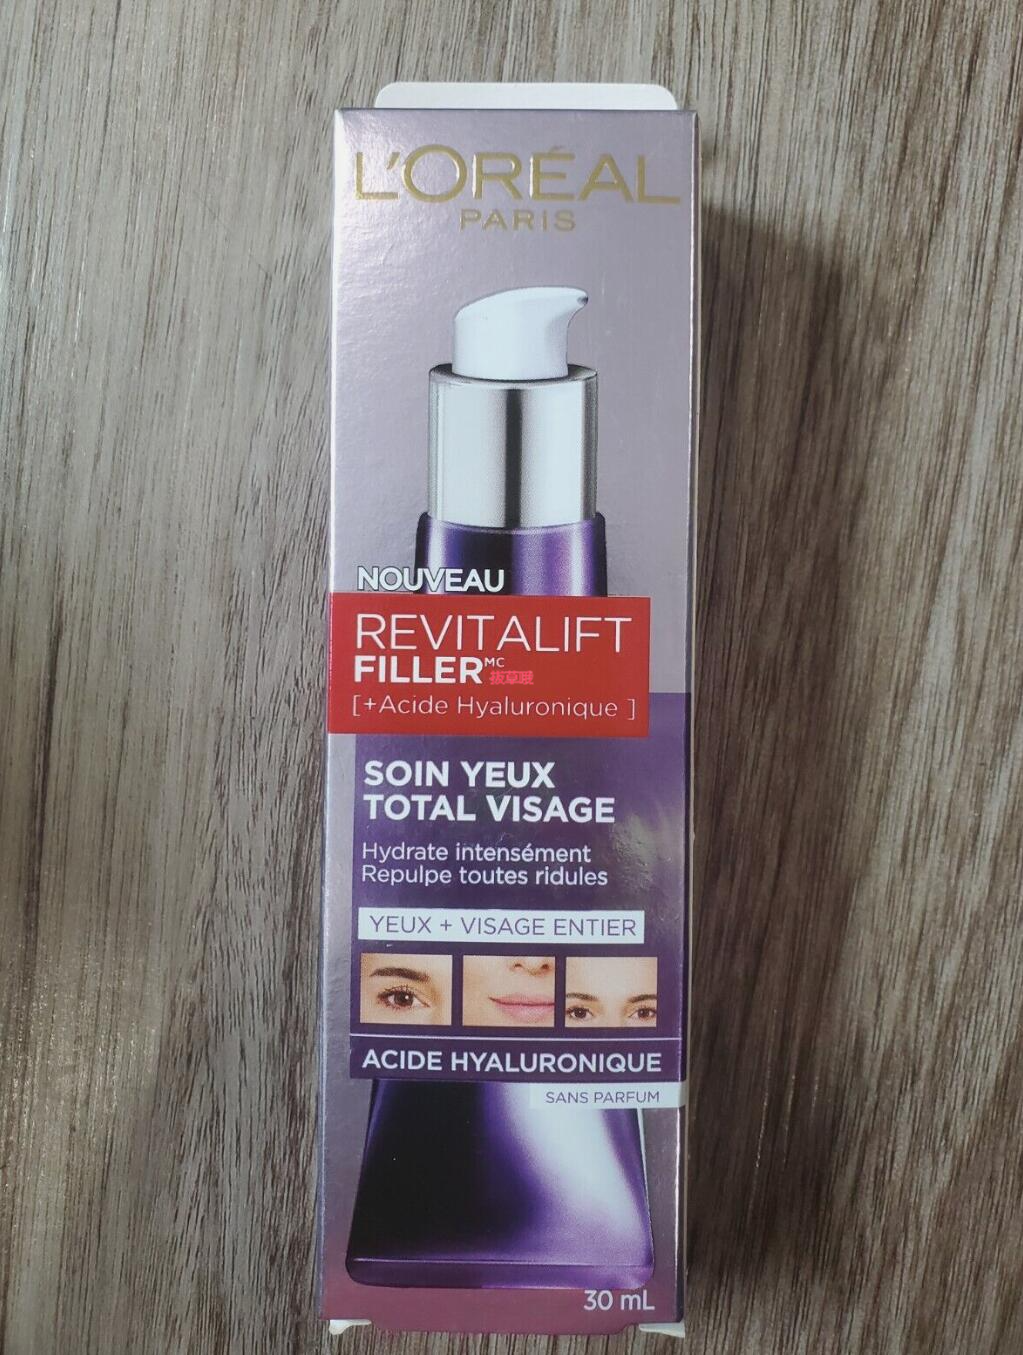 L'ORÉAL
PARIS
NOUVEAU
REVITALIFT
FILLER MC
[+Acide Hyaluronique ]
SOIN YEUX
TOTAL VISAGE
Hydrate intensément
Repulpe toutes ridules
YEUX + VISAGE ENTIER
ACIDE HYALURONIQUE
SANS PARFUM
30 mL